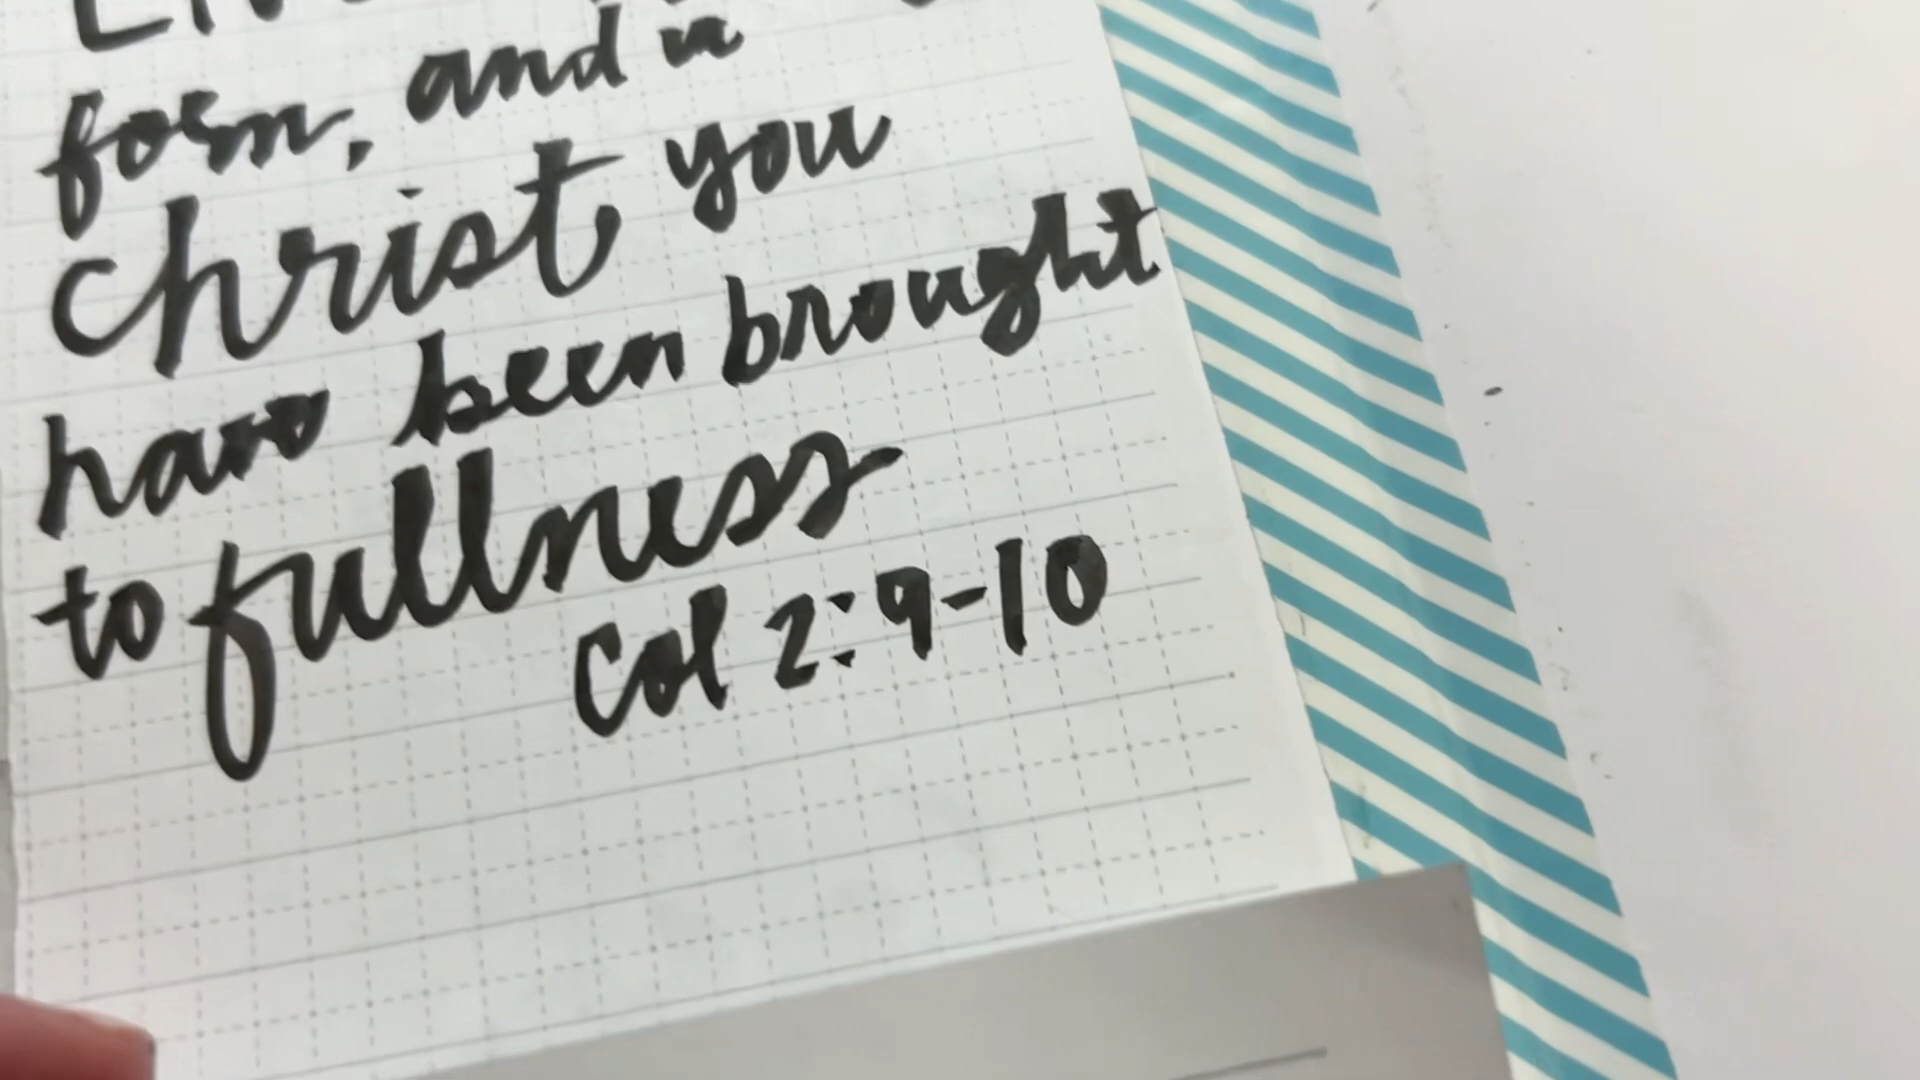 form, and in
Christ you
have been brought
to fullness
Col 2:9-10